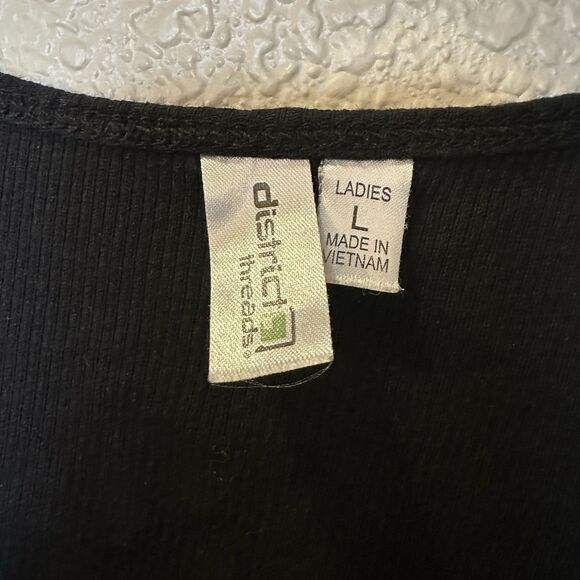 district
threads®
LADIES
L
MADE IN
VIETNAM